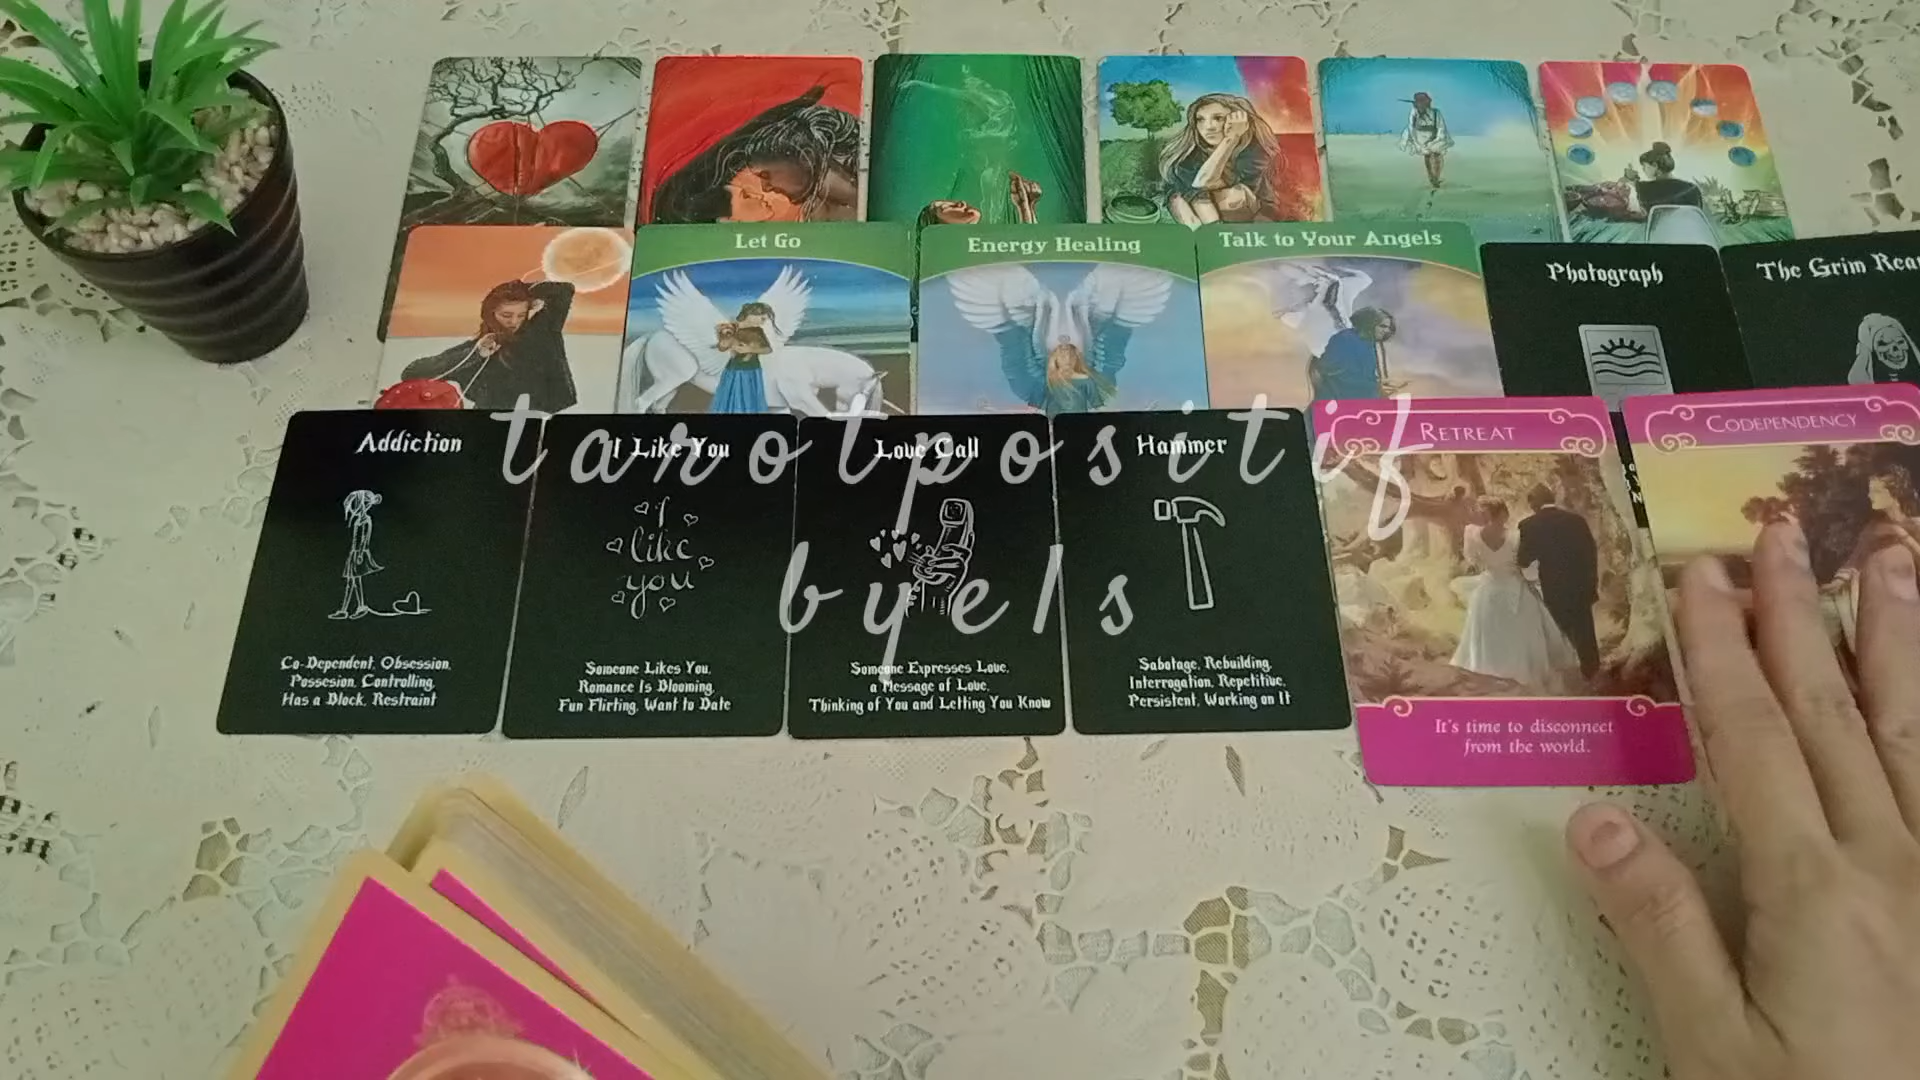 Let Go
Energy Healing
Talk to Your Angels
Photograph
The Grim
Addiction
Co-Dependent, Obsession,
Possesion, Controlling,
Has a Block, Restraint
I Like You
I
like
you
Someone Likes You,
Romance Is Blooming,
Fun Flirting, Want to Date
Love Call
Someone Expresses Love,
a Message of Love,
Thinking of You and Letting You Know
Hammer
Sabotage, Rebuilding,
Interrogation, Repetitive,
Persistent, Working on It
RETREAT
It's time to disconnect
from the world.
CODEPENDENCY
tarotpositif
byels